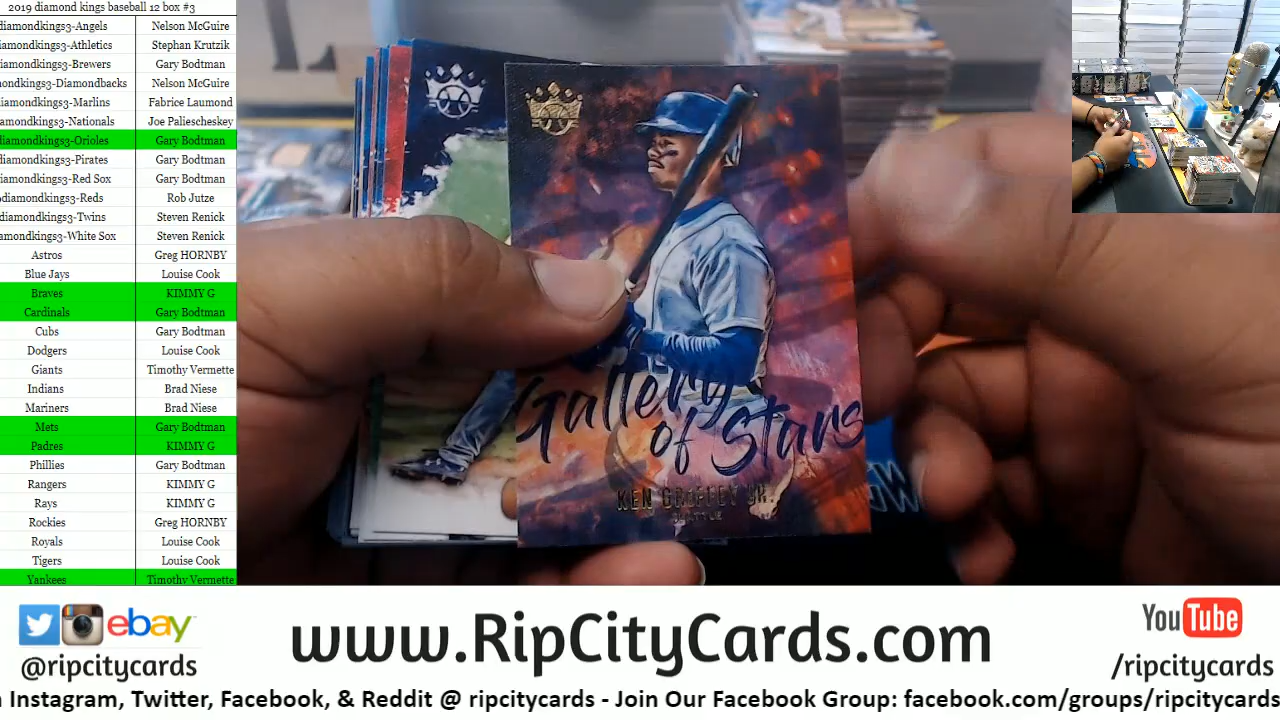 2019 diamond kings baseball 12 box #3
diamondkings3-Angels Nelson McGuire
iamondkings3-Athletics Stephan Krutzik
diamondkings3-Brewers Gary Bodtman
nondkings3-Diamondbacks Nelson McGuire
diamondkings3-Marlins Fabrice Laumond
iamondkings3-Nationals Joe Paliescheskey
diamondkings3-Orioles Gary Bodtman
diamondkings3-Pirates Gary Bodtman
diamondkings3-Red Sox Gary Bodtman
diamondkings3-Reds Rob Jutze
diamondkings3-Twins Steven Renick
amondkings3-White Sox Steven Renick
Astros Greg HORNBY
Blue Jays Louise Cook
Braves KIMMY G
Cardinals Gary Bodtman
Cubs Gary Bodtman
Dodgers Louise Cook
Giants Timothy Vermette
Indians Brad Niese
Mariners Brad Niese
Mets Gary Bodtman
Padres KIMMY G
Phillies Gary Bodtman
Rangers KIMMY G
Rays KIMMY G
Rockies Greg HORNBY
Royals Louise Cook
Tigers Louise Cook
Yankees Timothy Vermette
Gallery
of Stars
KEN GRIFFEY JR.
SEATTLE
ebay
@ripcitycards
www.RipCityCards.com
YouTube
/ripcitycards
n Instagram, Twitter, Facebook, & Reddit @ ripcitycards - Join Our Facebook Group: facebook.com/groups/ripcitycards